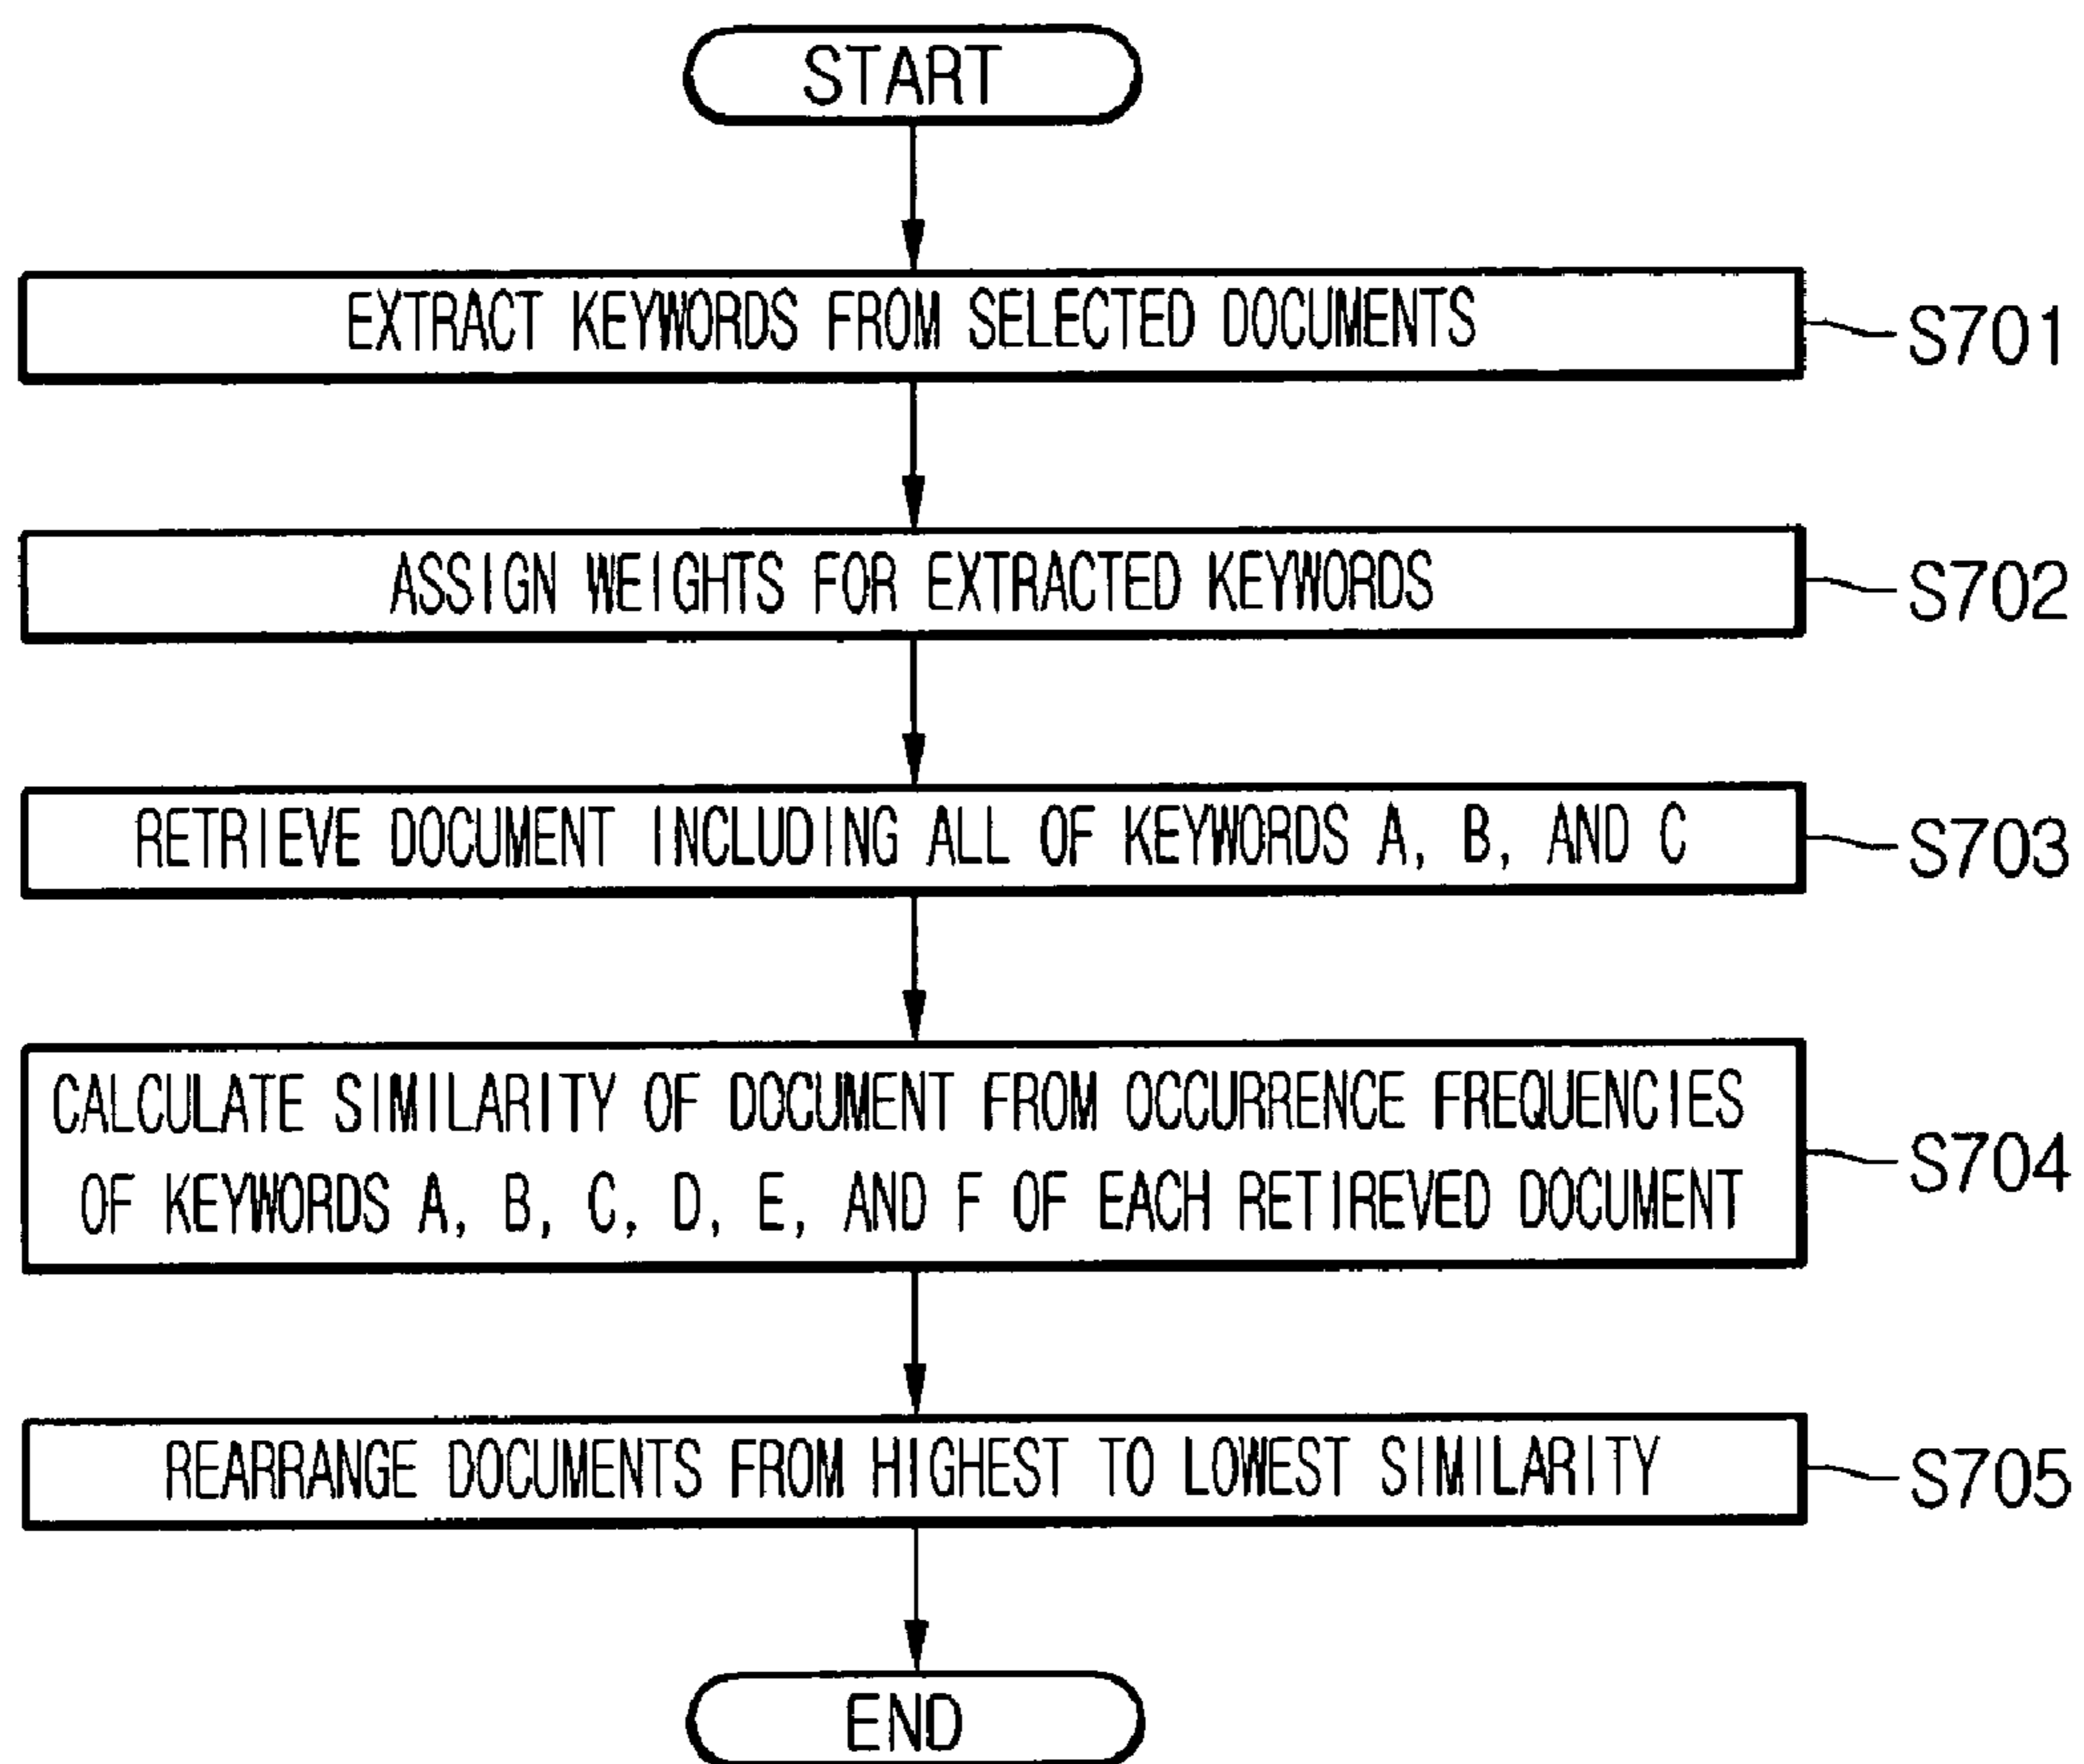 START
EXTRACT KEYWORDS FROM SELECTED DOCUMENTS
S701
ASSIGN WEIGHTS FOR EXTRACTED KEYWORDS
S702
RETRIEVE DOCUMENT INCLUDING ALL OF KEYWORDS A, B, AND C
S703
CALCULATE SIMILARITY OF DOCUMENT FROM OCCURRENCE FREQUENCIES
OF KEYWORDS A, B, C, D, E, AND F OF EACH RETIREVED DOCUMENT
S704
REARRANGE DOCUMENTS FROM HIGHEST TO LOWEST SIMILARITY
S705
END